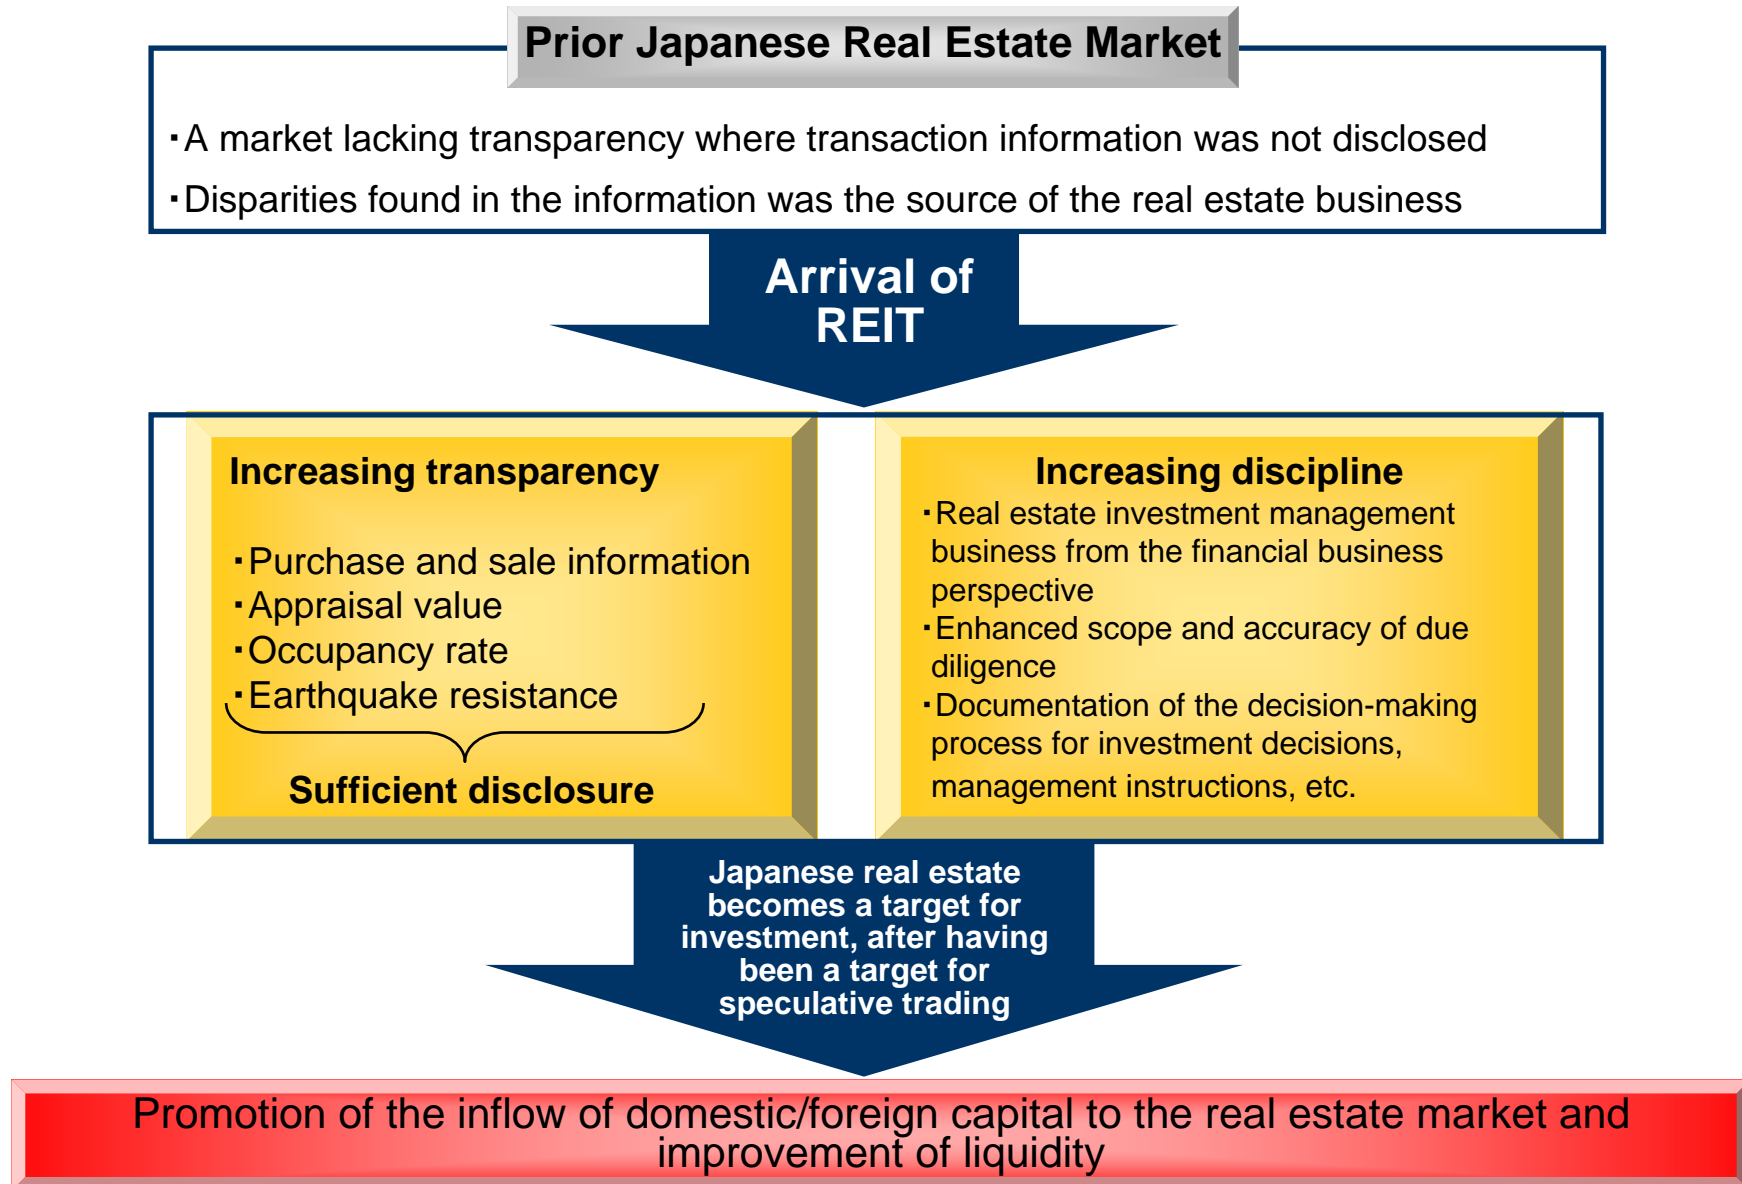 Prior Japanese Real Estate Market
・A market lacking transparency where transaction information was not disclosed
・Disparities found in the information was the source of the real estate business
Arrival of
REIT
Increasing transparency
・Purchase and sale information
・Appraisal value
・Occupancy rate
・Earthquake resistance
Sufficient disclosure
Increasing discipline
・Real estate investment management
business from the financial business
perspective
・Enhanced scope and accuracy of due
diligence
・Documentation of the decision-making
process for investment decisions,
management instructions, etc.
Japanese real estate
becomes a target for
investment, after having
been a target for
speculative trading
Promotion of the inflow of domestic/foreign capital to the real estate market and
improvement of liquidity